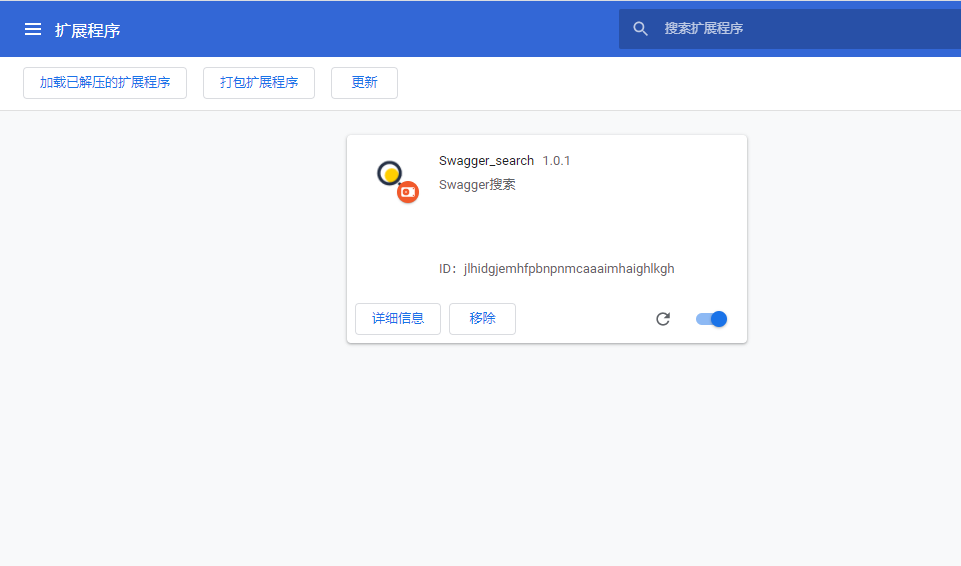 扩展程序
搜索扩展程序
加载已解压的扩展程序
打包扩展程序
更新
Swagger_search 1.0.1
Swagger搜索
ID：jlhidgjemhfpbnpnmcaaaimhaighlkgh
详细信息
移除